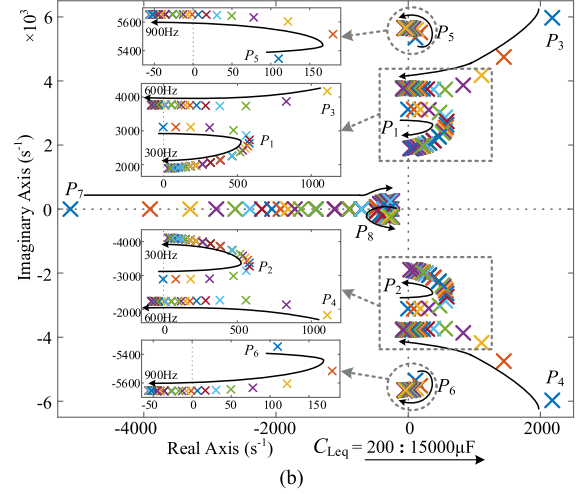 ×10³
Imaginary Axis (s⁻¹)
6
4
2
0
-2
-4
-6
5600
5400
900Hz
P₅
-50 0 50 100 150
4000
3000
2000
600Hz
P₃
P₁
300Hz
0 500 1000
P₅
P₃
P₁
P₇
P₈
-4000
-3000
-2000
300Hz
P₂
P₄
600Hz
0 500 1000
P₂
P₆
-5400
-5600
900Hz
-50 0 50 100 150
P₆
P₄
-4000 -2000 0 2000
Real Axis (s⁻¹)
C_Leq = 200 : 15000μF
(b)